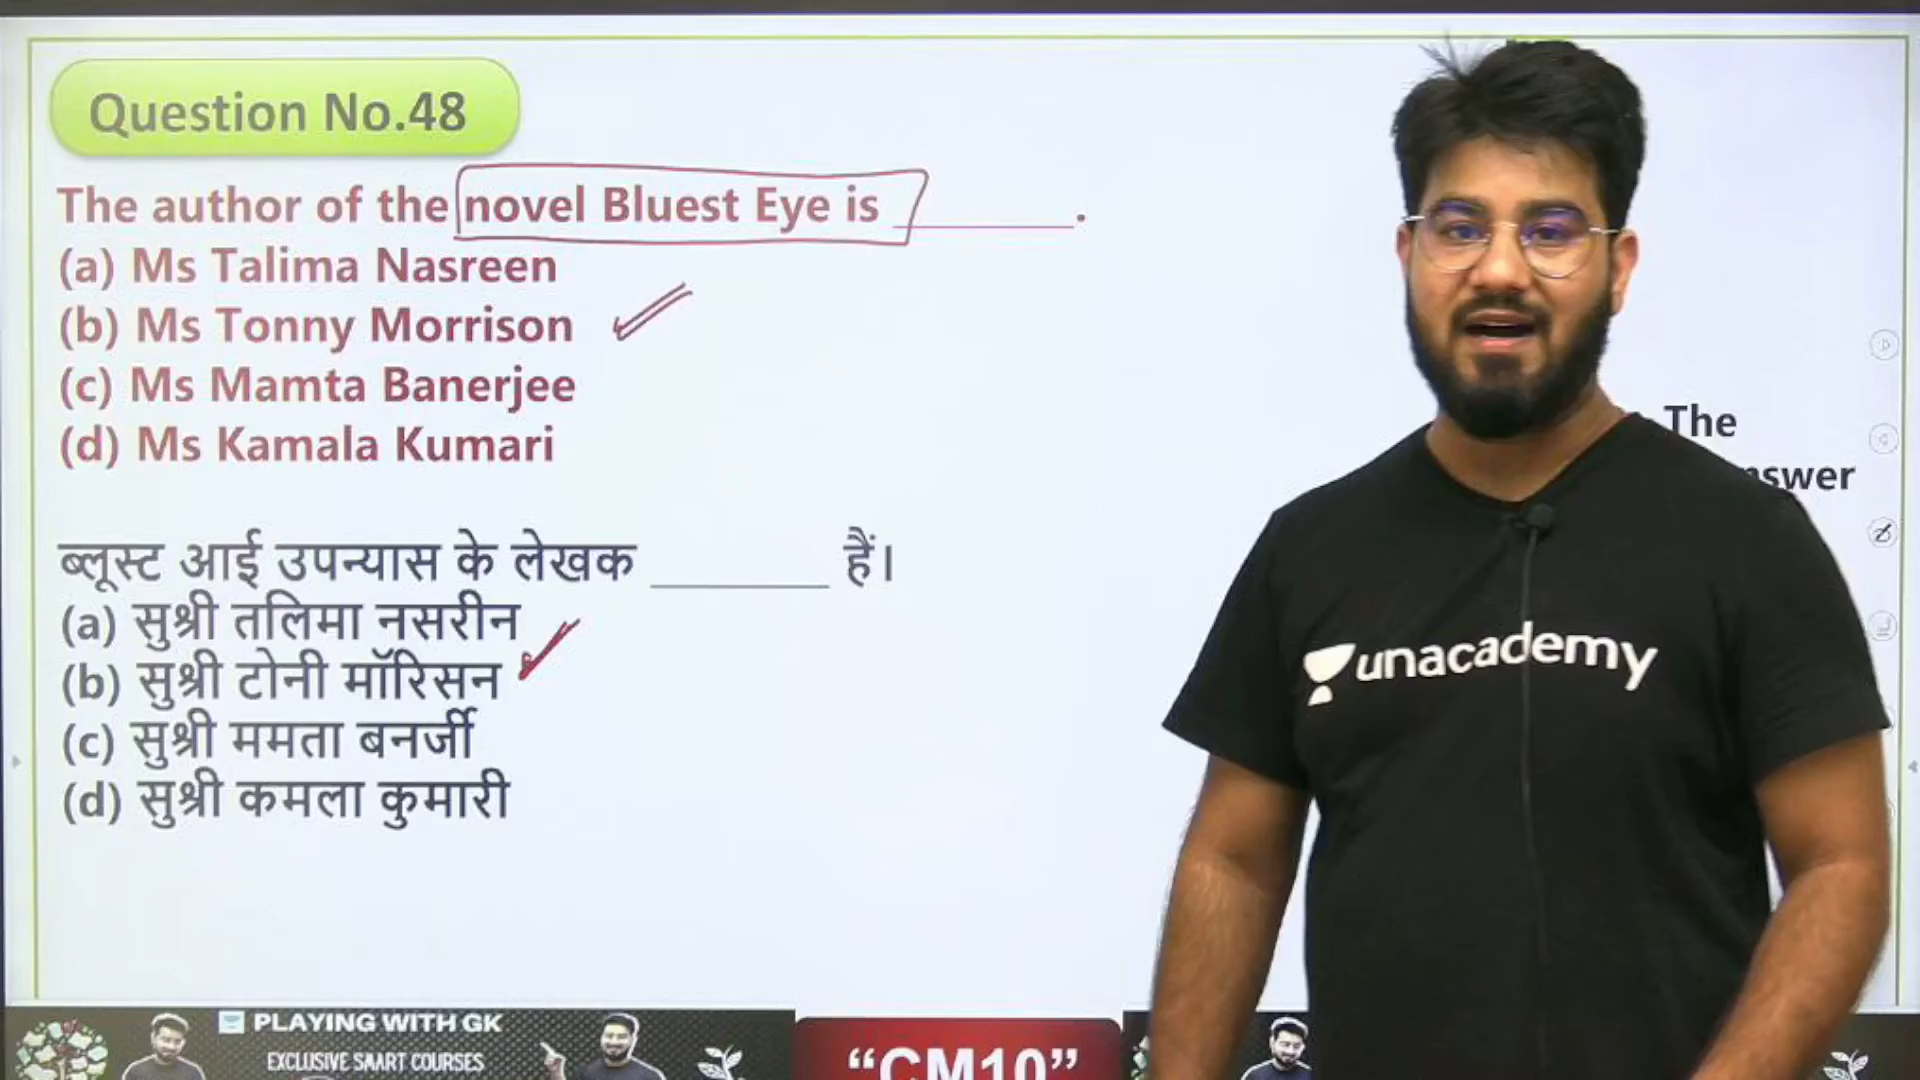 Question No.48
The author of the novel Bluest Eye is ________.
(a) Ms Talima Nasreen
(b) Ms Tonny Morrison
(c) Ms Mamta Banerjee
(d) Ms Kamala Kumari
The
nswer
ब्लूस्ट आई उपन्यास के लेखक ________ हैं।
(a) सुश्री तलिमा नसरीन
(b) सुश्री टोनी मॉरिसन
(c) सुश्री ममता बनर्जी
(d) सुश्री कमला कुमारी
unacademy
PLAYING WITH GK
EXCLUSIVE SAART COURSES
“CM10”